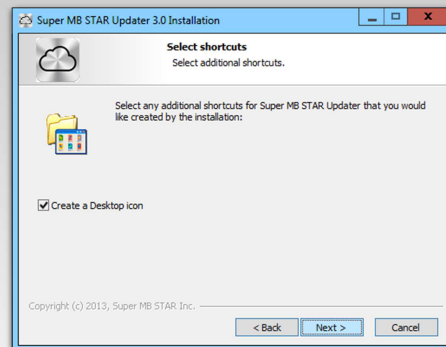 Super MB STAR Updater 3.0 Installation
Select shortcuts
Select additional shortcuts.
Select any additional shortcuts for Super MB STAR Updater that you would
like created by the installation:
Create a Desktop icon
Copyright (c) 2013, Super MB STAR Inc.
< Back
Next >
Cancel